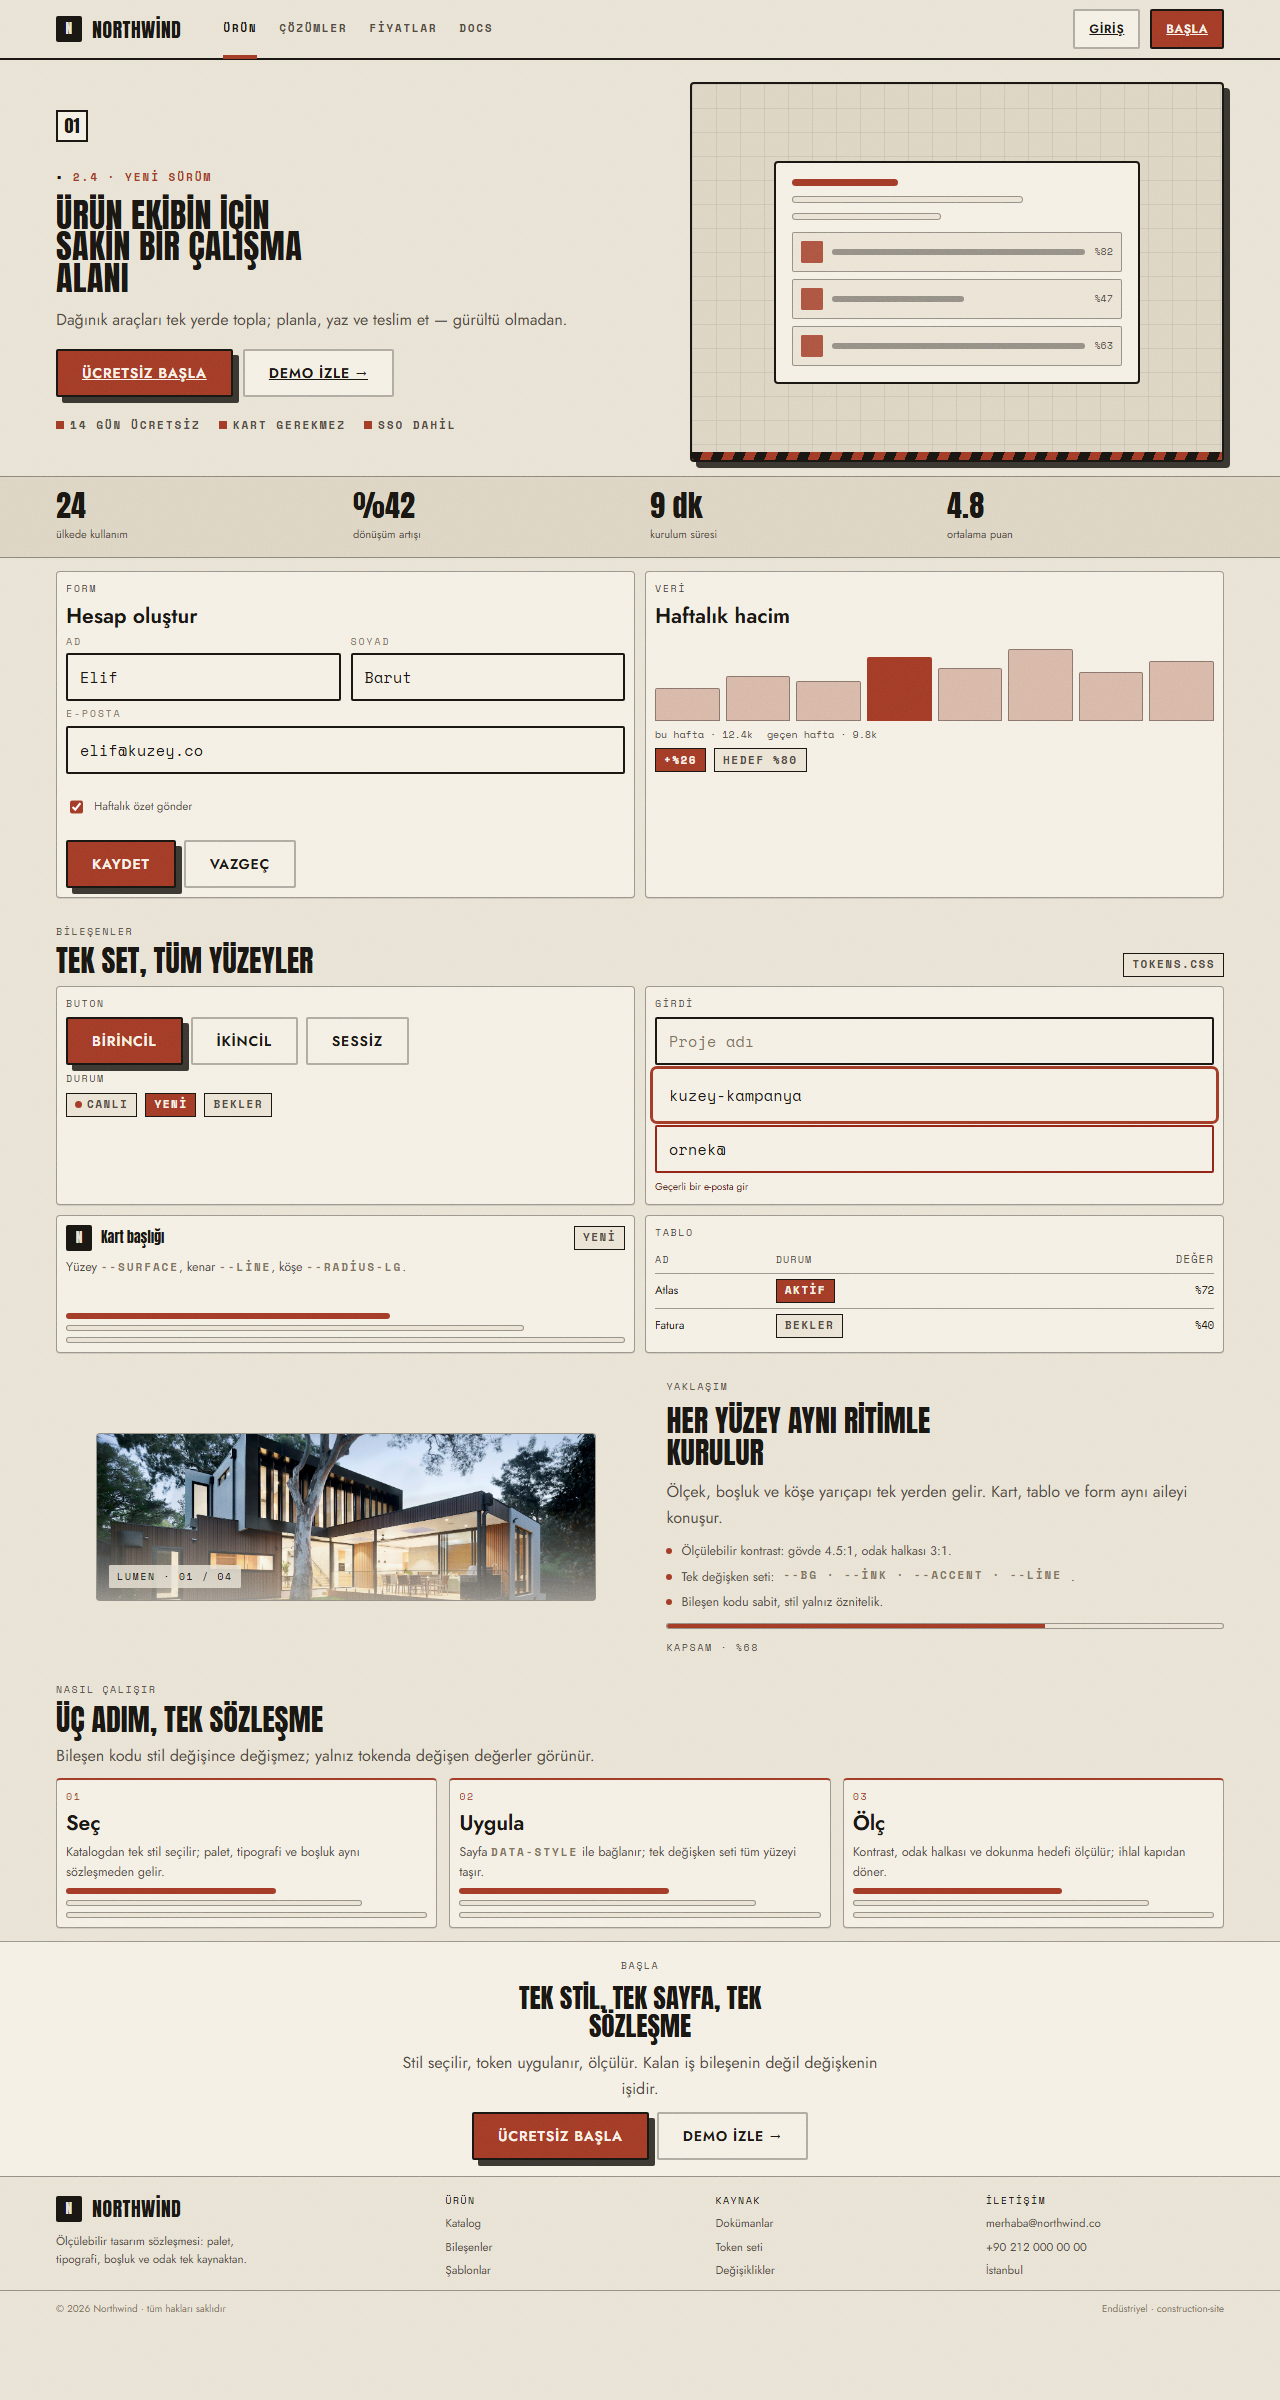 N NORTHWİND ÜRÜN ÇÖZÜMLER FİYATLAR DOCS GİRİŞ BAŞLA
01
2.4 · YENİ SÜRÜM
ÜRÜN EKİBİN İÇİN
SAKİN BİR ÇALIŞMA
ALANI
Dağınık araçları tek yerde topla; planla, yaz ve teslim et — gürültü olmadan.
ÜCRETSİZ BAŞLA DEMO İZLE →
14 GÜN ÜCRETSİZ KART GEREKMEZ SSO DAHİL
%82
%47
%63
24 %42 9 dk 4.8
ülkede kullanım dönüşüm artışı kurulum süresi ortalama puan
FORM
Hesap oluştur
AD SOYAD
Elif Barut
E-POSTA
elif@kuzey.co
Haftalık özet gönder
KAYDET VAZGEÇ
VERİ
Haftalık hacim
bu hafta · 12.4k geçen hafta · 9.8k
+%26 HEDEF %80
BİLEŞENLER
TEK SET, TÜM YÜZEYLER
TOKENS.CSS
BUTON
BİRİNCİL İKİNCİL SESSİZ
DURUM
CANLI YENİ BEKLER
GİRDİ
Proje adı
kuzey-kampanya
ornek@
Geçerli bir e-posta gir
N Kart başlığı YENİ
Yüzey --SURFACE, kenar --LİNE, köşe --RADİUS-LG.
TABLO
AD DURUM DEĞER
Atlas AKTİF %72
Fatura BEKLER %40
LUMEN · 01 / 04
YAKLAŞIM
HER YÜZEY AYNI RİTİMLE
KURULUR
Ölçek, boşluk ve köşe yarıçapı tek yerden gelir. Kart, tablo ve form aynı aileyi
konuşur.
Ölçülebilir kontrast: gövde 4.5:1, odak halkası 3:1.
Tek değişken seti: --BG · --İNK · --ACCENT · --LİNE .
Bileşen kodu sabit, stil yalnız öznitelik.
KAPSAM · %68
NASIL ÇALIŞIR
ÜÇ ADIM, TEK SÖZLEŞME
Bileşen kodu stil değişince değişmez; yalnız tokenda değişen değerler görünür.
01
Seç
Katalogdan tek stil seçilir; palet, tipografi ve boşluk aynı
sözleşmeden gelir.
02
Uygula
Sayfa DATA-STYLE ile bağlanır; tek değişken seti tüm yüzeyi
taşır.
03
Ölç
Kontrast, odak halkası ve dokunma hedefi ölçülür; ihlal kapıdan
döner.
BAŞLA
TEK STİL, TEK SAYFA, TEK
SÖZLEŞME
Stil seçilir, token uygulanır, ölçülür. Kalan iş bileşenin değil değişkenin
işidir.
ÜCRETSİZ BAŞLA DEMO İZLE →
N NORTHWİND
Ölçülebilir tasarım sözleşmesi: palet,
tipografi, boşluk ve odak tek kaynaktan.
ÜRÜN
Katalog
Bileşenler
Şablonlar
KAYNAK
Dokümanlar
Token seti
Değişiklikler
İLETİŞİM
merhaba@northwind.co
+90 212 000 00 00
İstanbul
© 2026 Northwind · tüm hakları saklıdır Endüstriyel · construction-site